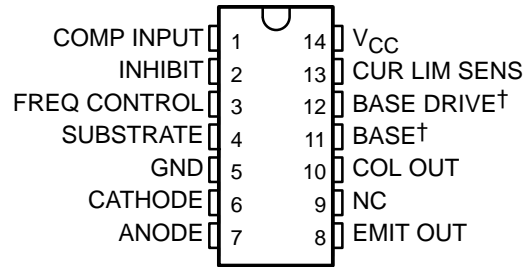 COMP INPUT 1 14 VCC
INHIBIT 2 13 CUR LIM SENS
FREQ CONTROL 3 12 BASE DRIVE†
SUBSTRATE 4 11 BASE†
GND 5 10 COL OUT
CATHODE 6 9 NC
ANODE 7 8 EMIT OUT